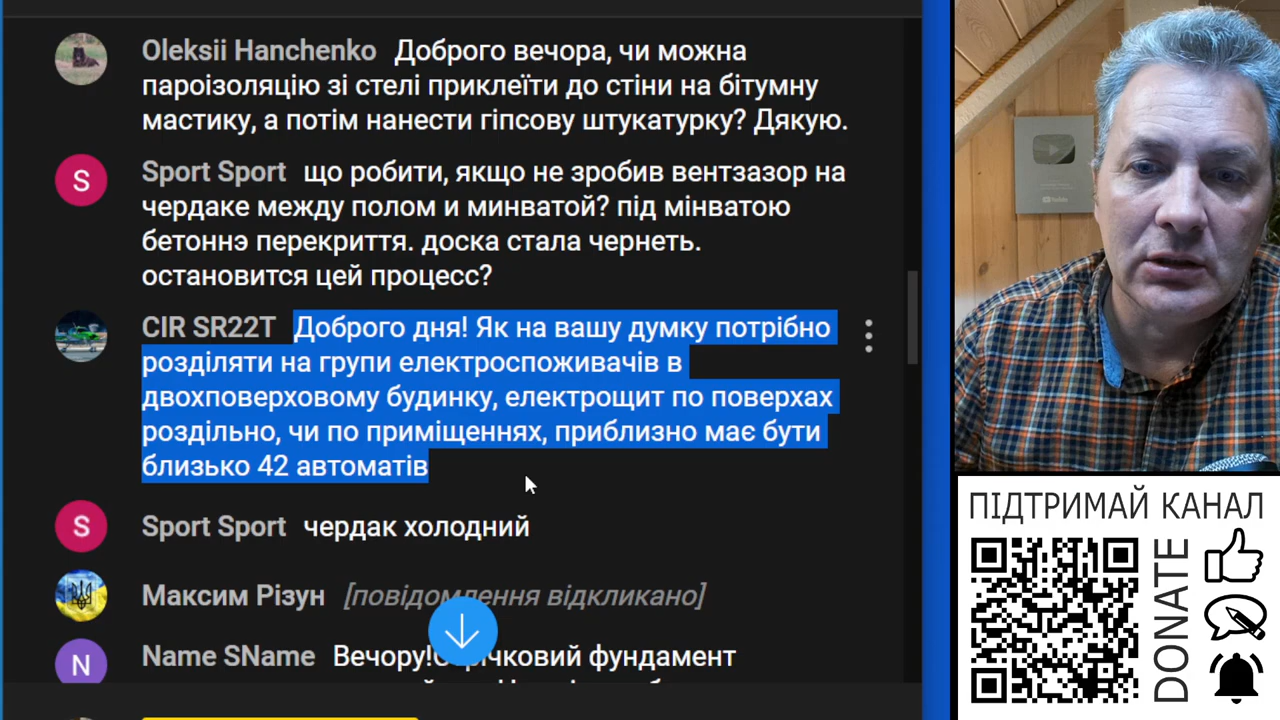 Oleksii Hanchenko Доброго вечора, чи можна
пароізоляцію зі стелі приклеїти до стіни на бітумну
мастику, а потім нанести гіпсову штукатурку? Дякую.
S
Sport Sport що робити, якщо не зробив вентзазор на
чердаке между полом и минватой? під мінватою
бетоннэ перекриття. доска стала чернеть.
остановится цей процесс?
CIR SR22T Доброго дня! Як на вашу думку потрібно
розділяти на групи електроспоживачів в
двохповерховому будинку, електрощит по поверхах
роздільно, чи по приміщеннях, приблизно має бути
близько 42 автоматів
S
Sport Sport чердак холодний
Максим Різун [повідомлення відкликано]
N
Name SName Вечору! фундамент
ПІДТРИМАЙ КАНАЛ
DONATE